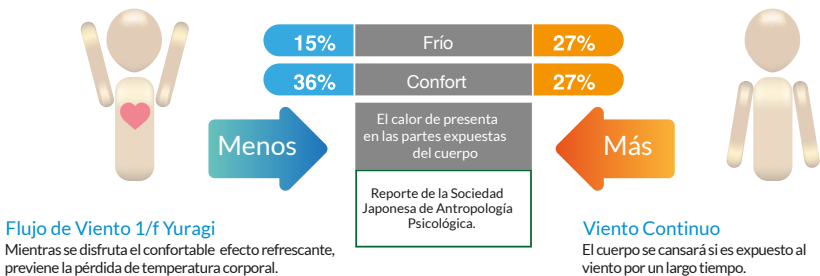 15% Frío 27%
36% Confort 27%
Menos
El calor de presenta
en las partes expuestas
del cuerpo
Más
Reporte de la Sociedad
Japonesa de Antropología
Psicológica.
Flujo de Viento 1/f Yuragi
Mientras se disfruta el confortable efecto refrescante,
previene la pérdida de temperatura corporal.
Viento Continuo
El cuerpo se cansará si es expuesto al
viento por un largo tiempo.